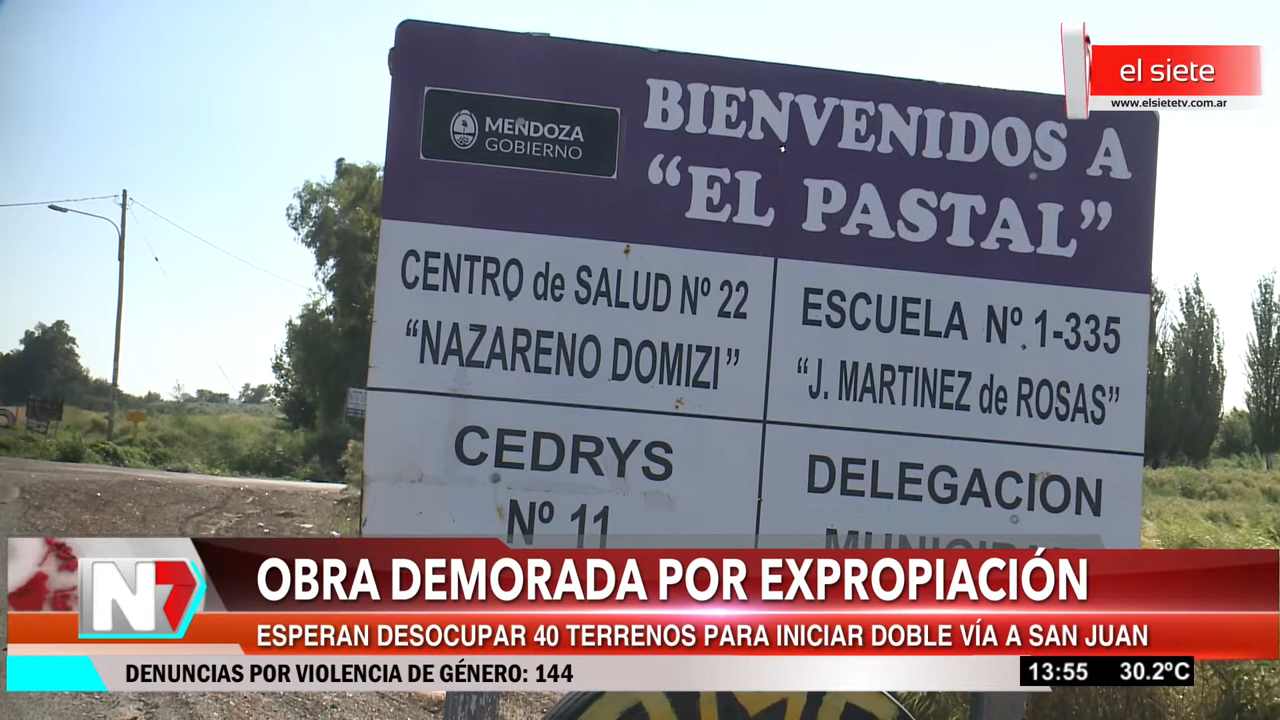 el siete
www.elsietetv.com.ar
MENDOZA
GOBIERNO
BIENVENIDOS A
“EL PASTAL”
CENTRO de SALUD Nº 22
“NAZARENO DOMIZI”
ESCUELA Nº 1-335
“J. MARTINEZ de ROSAS”
CEDRYS
Nº 11
DELEGACION
MUNICIPAL
N7
OBRA DEMORADA POR EXPROPIACIÓN
ESPERAN DESOCUPAR 40 TERRENOS PARA INICIAR DOBLE VÍA A SAN JUAN
DENUNCIAS POR VIOLENCIA DE GÉNERO: 144
13:55 30.2ºC